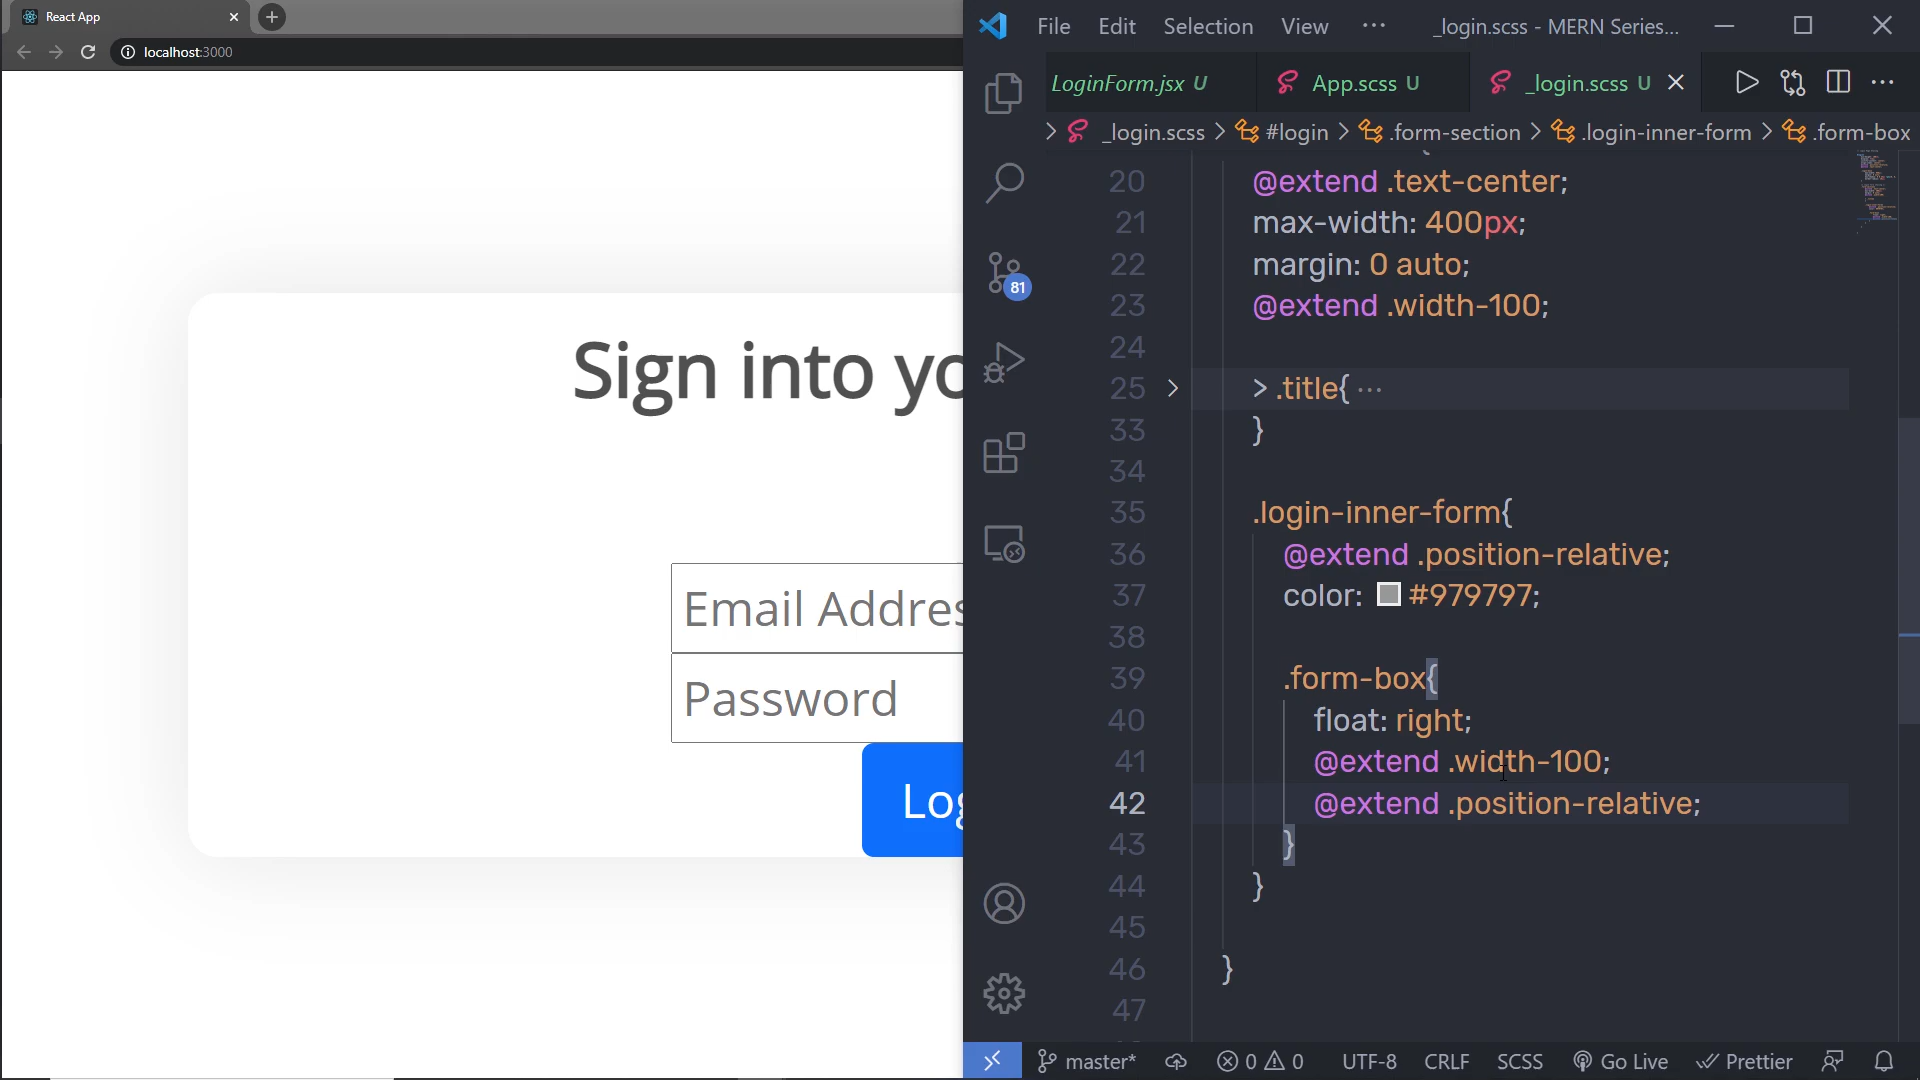 React App
localhost:3000
Sign into yo
Email Addres
Password
Log
File Edit Selection View ··· _login.scss - MERN Series...
LoginForm.jsx U App.scss U _login.scss U
_login.scss > #login > .form-section > .login-inner-form > .form-box
81
20 @extend .text-center;
21 max-width: 400px;
22 margin: 0 auto;
23 @extend .width-100;
24
25 > .title{ ···
33 }
34
35 .login-inner-form{
36 @extend .position-relative;
37 color: #979797;
38
39 .form-box{
40 float: right;
41 @extend .width-100;
42 @extend .position-relative;
43 }
44 }
45
46 }
47
master* 0 0 UTF-8 CRLF SCSS Go Live Prettier